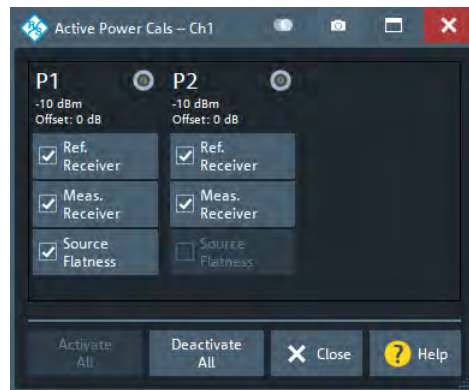 Active Power Cals – Ch1
P1 P2
-10 dBm -10 dBm
Offset: 0 dB Offset: 0 dB
Ref. Ref.
Receiver Receiver
Meas. Meas.
Receiver Receiver
Source Source
Flatness Flatness
Activate Deactivate
All All
Close ? Help